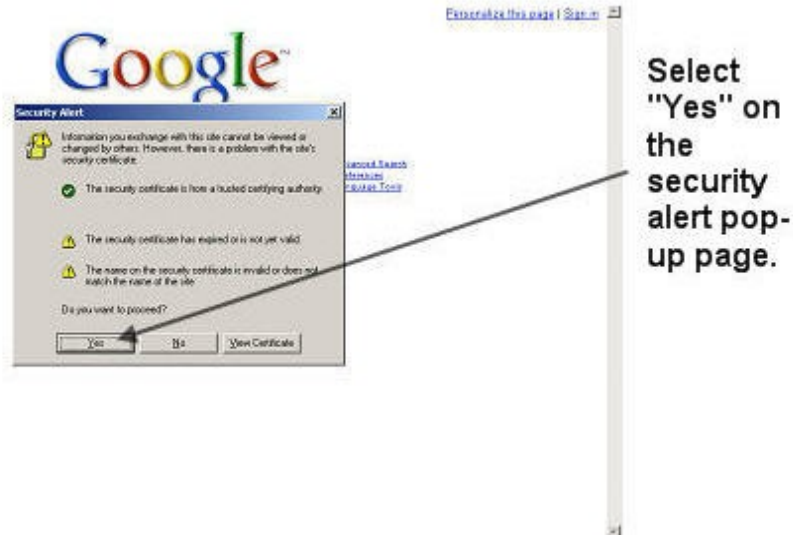 Personalize this page | Sign in
Google™
Security Alert
Information you exchange with this site cannot be viewed or
changed by others. However, there is a problem with the site's
security certificate.
The security certificate is from a trusted certifying authority.
The security certificate has expired or is not yet valid.
The name on the security certificate is invalid or does not
match the name of the site
Do you want to proceed?
Yes
No
View Certificate
Search
Tools
Select
"Yes" on
the
security
alert pop-
up page.